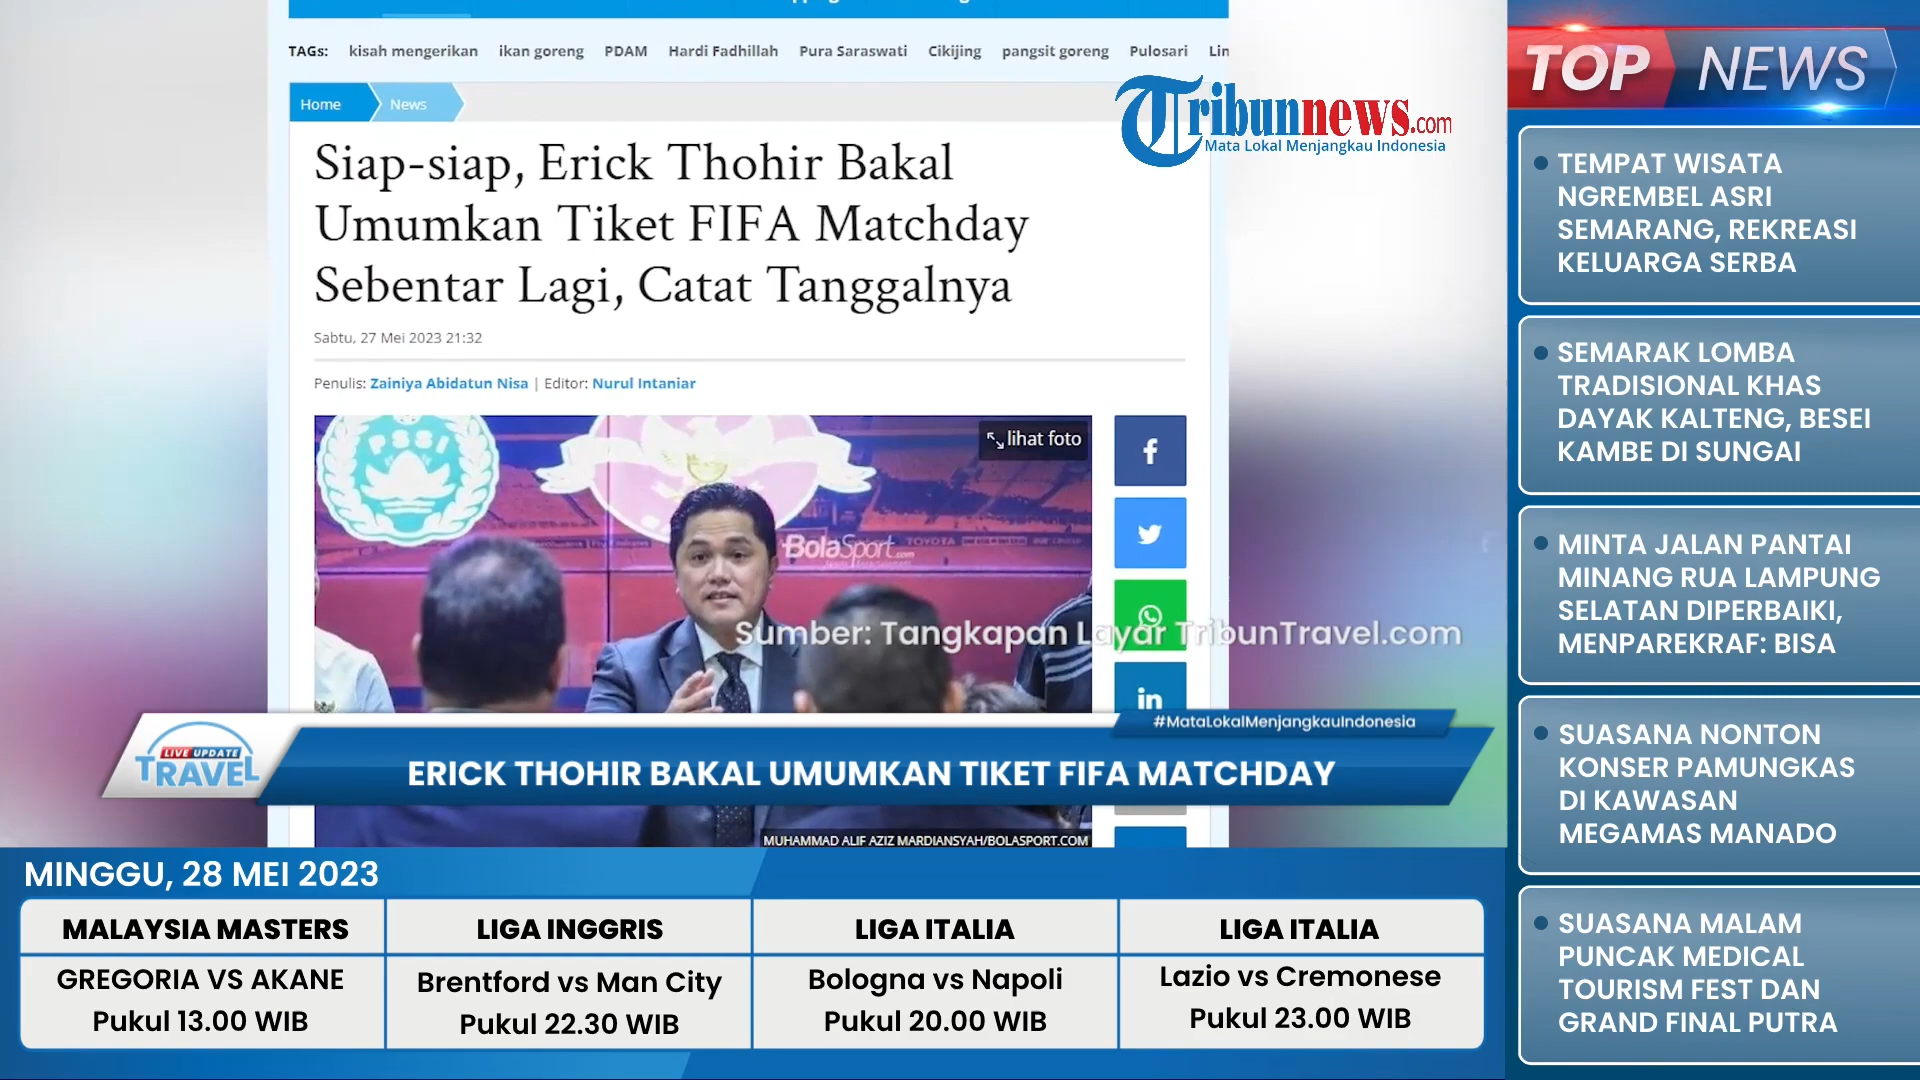 TAGs: kisah mengerikan ikan goreng PDAM Hardi Fadhillah Pura Saraswati Cikijing pangsit goreng Pulosari Lin
Home News
Tribunnews.com
Mata Lokal Menjangkau Indonesia
Siap-siap, Erick Thohir Bakal
Umumkan Tiket FIFA Matchday
Sebentar Lagi, Catat Tanggalnya
Sabtu, 27 Mei 2023 21:32
Penulis: Zainiya Abidatun Nisa | Editor: Nurul Intaniar
lihat foto
PSSI
BolaSport.com
TOYOTA
Sumber: Tangkapan Layar TribunTravel.com
#MataLokalMenjangkauIndonesia
LIVE UPDATE
TRAVEL
ERICK THOHIR BAKAL UMUMKAN TIKET FIFA MATCHDAY
MUHAMMAD ALIF AZIZ MARDIANSYAH/BOLASPORT.COM
MINGGU, 28 MEI 2023
MALAYSIA MASTERS
GREGORIA VS AKANE
Pukul 13.00 WIB
LIGA INGGRIS
Brentford vs Man City
Pukul 22.30 WIB
LIGA ITALIA
Bologna vs Napoli
Pukul 20.00 WIB
LIGA ITALIA
Lazio vs Cremonese
Pukul 23.00 WIB
TOP NEWS
TEMPAT WISATA
NGREMBEL ASRI
SEMARANG, REKREASI
KELUARGA SERBA
SEMARAK LOMBA
TRADISIONAL KHAS
DAYAK KALTENG, BESEI
KAMBE DI SUNGAI
MINTA JALAN PANTAI
MINANG RUA LAMPUNG
SELATAN DIPERBAIKI,
MENPAREKRAF: BISA
SUASANA NONTON
KONSER PAMUNGKAS
DI KAWASAN
MEGAMAS MANADO
SUASANA MALAM
PUNCAK MEDICAL
TOURISM FEST DAN
GRAND FINAL PUTRA